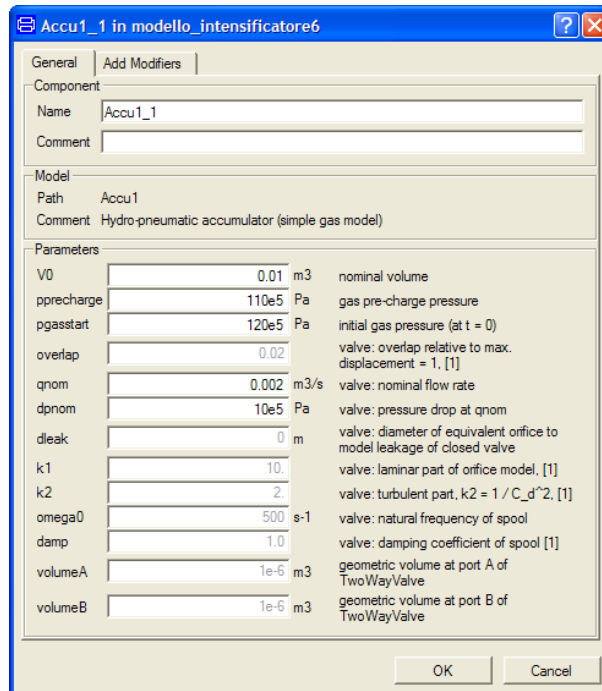 Accu1_1 in modello_intensificatore6
General Add Modifiers
Component
Name Accu1_1
Comment
Model
Path Accu1
Comment Hydro-pneumatic accumulator (simple gas model)
Parameters
V0 0.01 m3 nominal volume
pprecharge 110e5 Pa gas pre-charge pressure
pgasstart 120e5 Pa initial gas pressure (at t = 0)
overlap 0.02 valve: overlap relative to max.
displacement = 1, [1]
qnom 0.002 m3/s valve: nominal flow rate
dpnom 10e5 Pa valve: pressure drop at qnom
dleak 0 m valve: diameter of equivalent orifice to
model leakage of closed valve
k1 10. valve: laminar part of orifice model, [1]
k2 2. valve: turbulent part, k2 = 1 / C_d^2, [1]
omega0 500 s-1 valve: natural frequency of spool
damp 1.0 valve: damping coefficient of spool [1]
volumeA 1e-6 m3 geometric volume at port A of
TwoWayValve
volumeB 1e-6 m3 geometric volume at port B of
TwoWayValve
OK Cancel